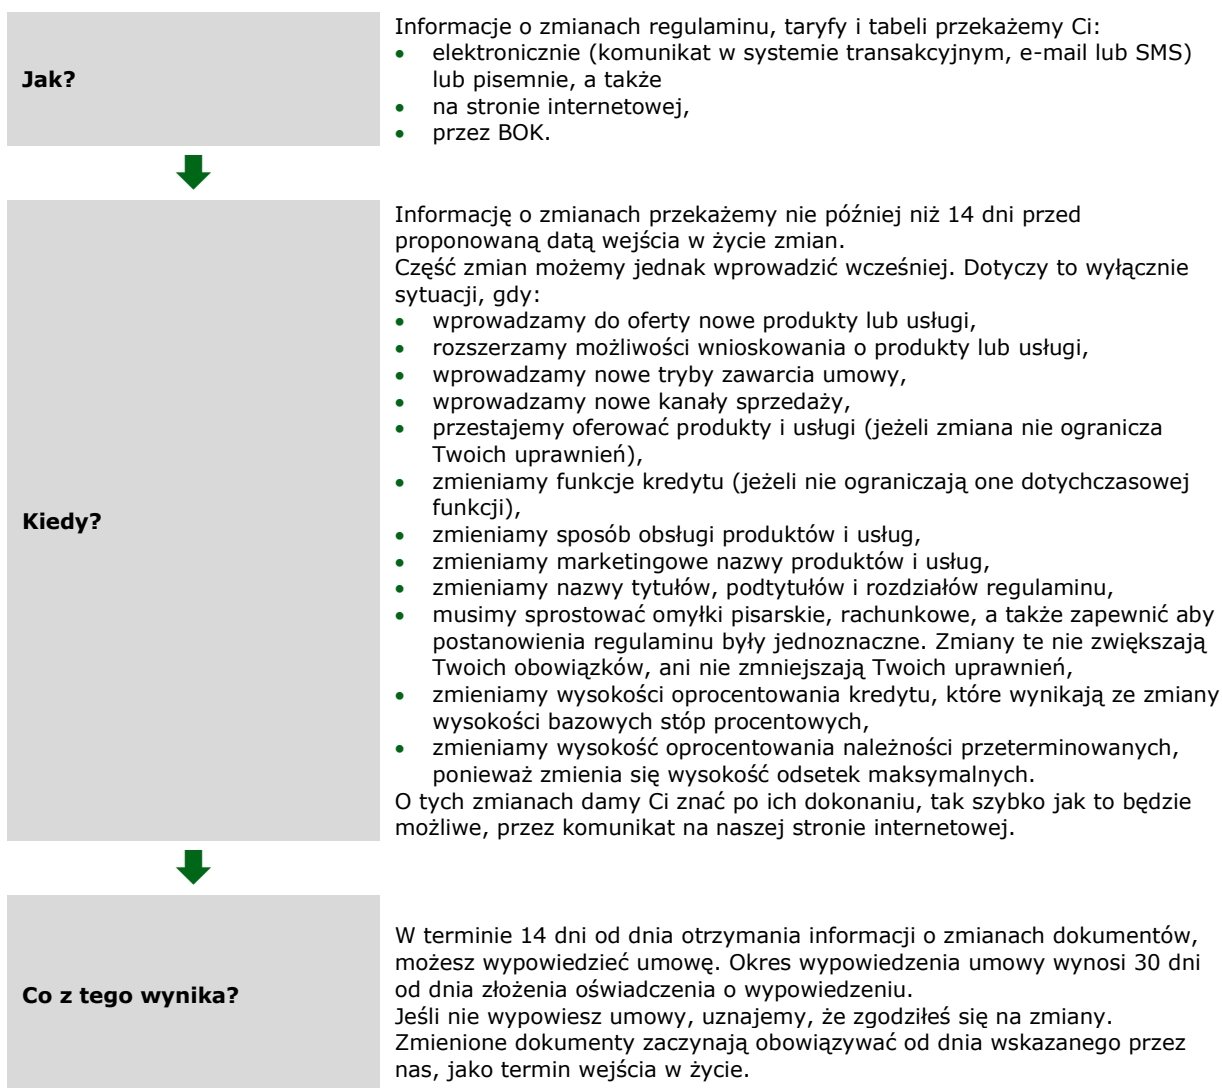 Jak?
Informacje o zmianach regulaminu, taryfy i tabeli przekażemy Ci:
• elektronicznie (komunikat w systemie transakcyjnym, e-mail lub SMS)
lub pisemnie, a także
• na stronie internetowej,
• przez BOK.
Kiedy?
Informację o zmianach przekażemy nie później niż 14 dni przed
proponowaną datą wejścia w życie zmian.
Część zmian możemy jednak wprowadzić wcześniej. Dotyczy to wyłącznie
sytuacji, gdy:
• wprowadzamy do oferty nowe produkty lub usługi,
• rozszerzamy możliwości wnioskowania o produkty lub usługi,
• wprowadzamy nowe tryby zawarcia umowy,
• wprowadzamy nowe kanały sprzedaży,
• przestajemy oferować produkty i usługi (jeżeli zmiana nie ogranicza
Twoich uprawnień),
• zmieniamy funkcje kredytu (jeżeli nie ograniczają one dotychczasowej
funkcji),
• zmieniamy sposób obsługi produktów i usług,
• zmieniamy marketingowe nazwy produktów i usług,
• zmieniamy nazwy tytułów, podtytułów i rozdziałów regulaminu,
• musimy sprostować omyłki pisarskie, rachunkowe, a także zapewnić aby
postanowienia regulaminu były jednoznaczne. Zmiany te nie zwiększają
Twoich obowiązków, ani nie zmniejszają Twoich uprawnień,
• zmieniamy wysokości oprocentowania kredytu, które wynikają ze zmiany
wysokości bazowych stóp procentowych,
• zmieniamy wysokość oprocentowania należności przeterminowanych,
ponieważ zmienia się wysokość odsetek maksymalnych.
O tych zmianach damy Ci znać po ich dokonaniu, tak szybko jak to będzie
możliwe, przez komunikat na naszej stronie internetowej.
Co z tego wynika?
W terminie 14 dni od dnia otrzymania informacji o zmianach dokumentów,
możesz wypowiedzieć umowę. Okres wypowiedzenia umowy wynosi 30 dni
od dnia złożenia oświadczenia o wypowiedzeniu.
Jeśli nie wypowiesz umowy, uznajemy, że zgodziłeś się na zmiany.
Zmienione dokumenty zaczynają obowiązywać od dnia wskazanego przez
nas, jako termin wejścia w życie.